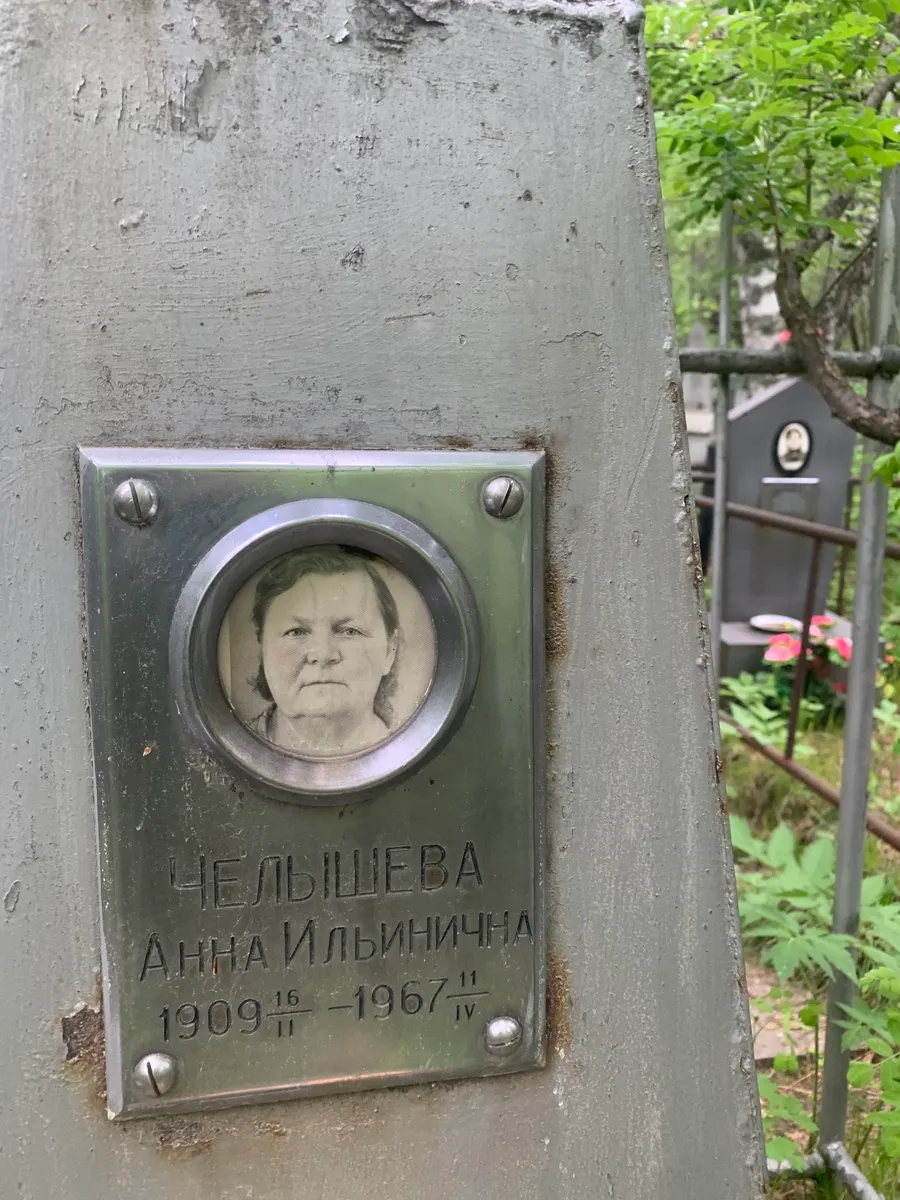 ЧЕЛЫШЕВА
АННА ИЛЬИНИЧНА
1909 16/II – 1967 11/IV